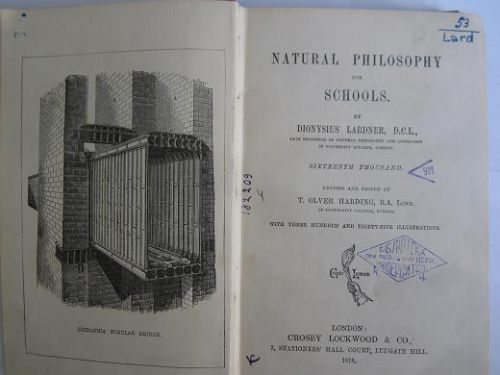 BRITANNIA TUBULAR BRIDGE.
182209
53
Lard
NATURAL PHILOSOPHY
FOR
SCHOOLS.
BY
DIONYSIUS LARDNER, D.C.L.,
LATE PROFESSOR OF NATURAL PHILOSOPHY AND ASTRONOMY
IN UNIVERSITY COLLEGE, LONDON.
SIXTEENTH THOUSAND.
REVISED AND EDITED BY
T. OLVER HARDING, B.A. LOND.
OF UNIVERSITY COLLEGE, LONDON.
WITH THREE HUNDRED AND THIRTY-FIVE ILLUSTRATIONS.
LONDON:
CROSBY LOCKWOOD & CO.,
7, STATIONERS' HALL COURT, LUDGATE HILL.